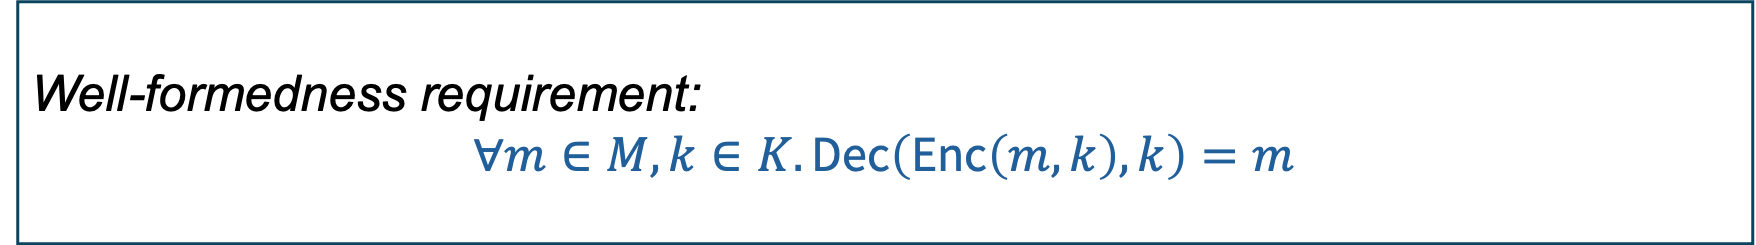 Well-formedness requirement:
∀m ∈ M, k ∈ K. Dec(Enc(m, k), k) = m